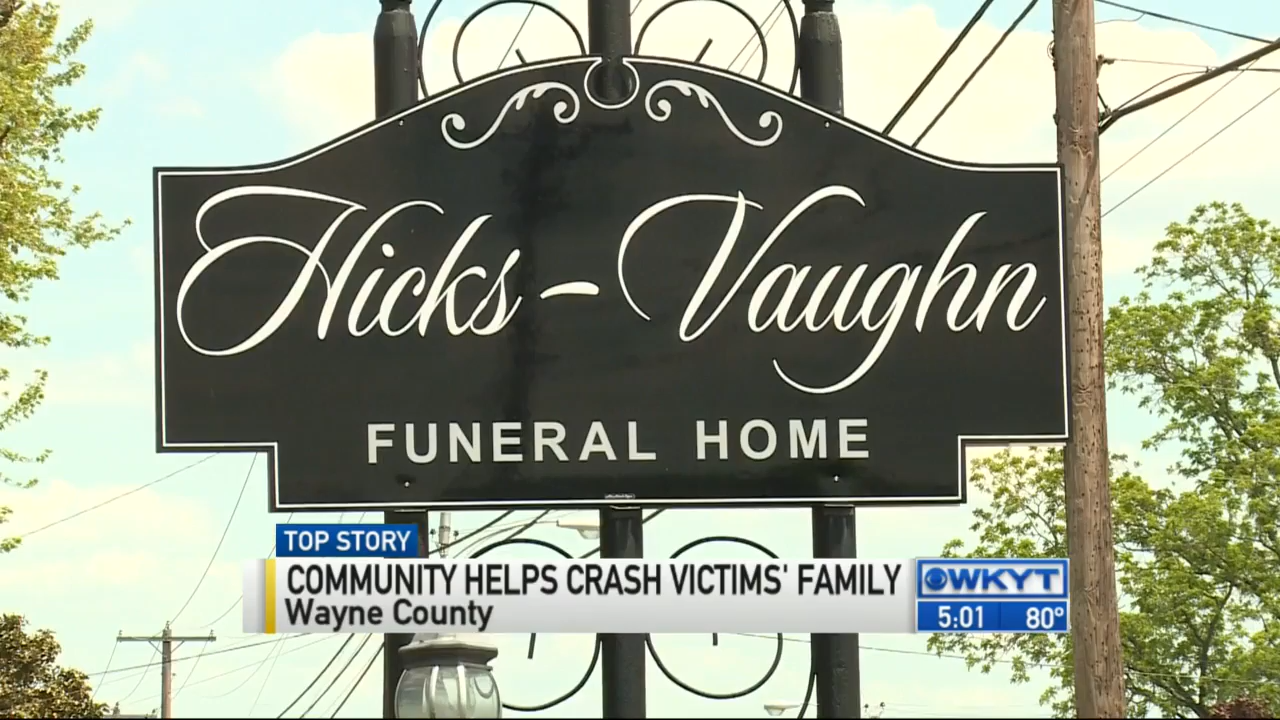 Hicks-Vaughn
FUNERAL HOME
TOP STORY
COMMUNITY HELPS CRASH VICTIMS' FAMILY
Wayne County
WKYT
5:01 80°